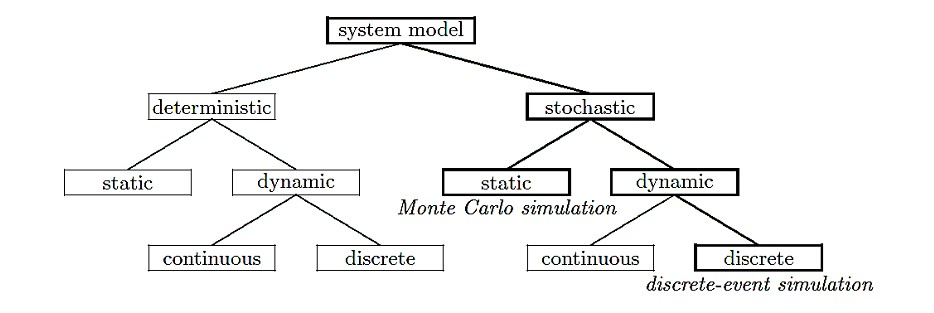 system model
deterministic
stochastic
static
dynamic
static
dynamic
Monte Carlo simulation
continuous
discrete
continuous
discrete
discrete-event simulation